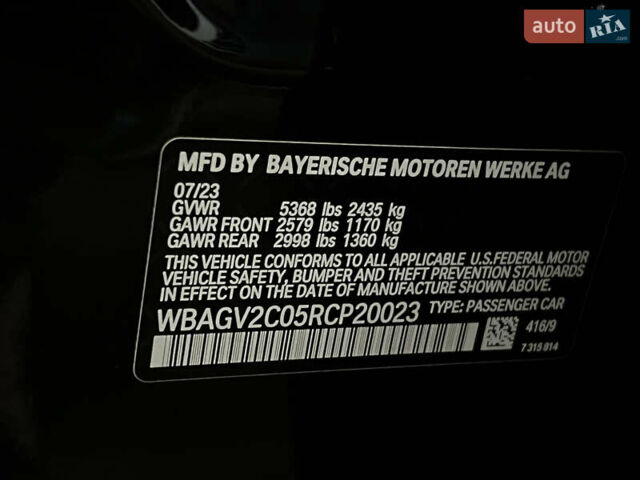 auto RIA
.com
MFD BY BAYERISCHE MOTOREN WERKE AG
07/23
GVWR 5368 lbs 2435 kg
GAWR FRONT 2579 lbs 1170 kg
GAWR REAR 2998 lbs 1360 kg
THIS VEHICLE CONFORMS TO ALL APPLICABLE U.S.FEDERAL MOTOR
VEHICLE SAFETY, BUMPER AND THEFT PREVENTION STANDARDS
IN EFFECT ON THE DATE OF MANUFACTURE SHOWN ABOVE.
WBAGV2C05RCP20023 TYPE: PASSENGER CAR
416/9
7 315 814